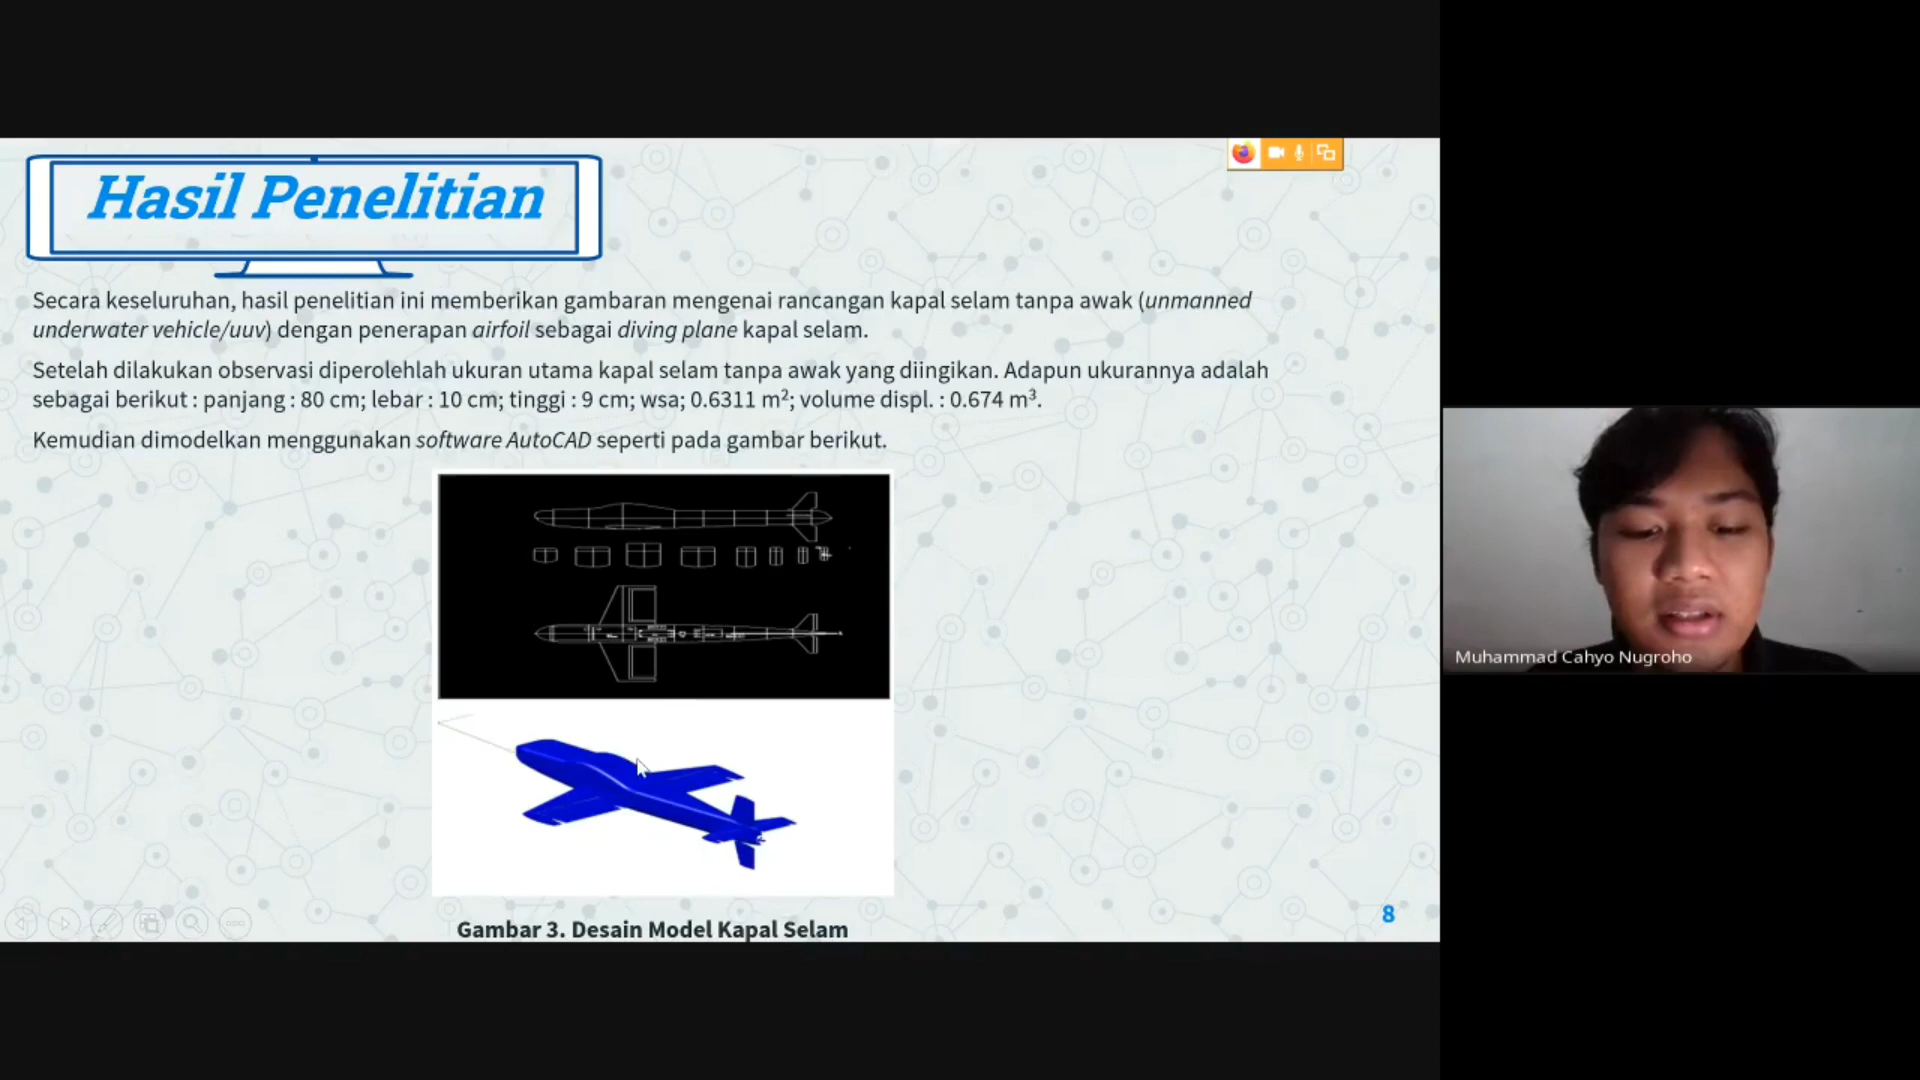 Hasil Penelitian
Secara keseluruhan, hasil penelitian ini memberikan gambaran mengenai rancangan kapal selam tanpa awak (unmanned
underwater vehicle/uuv) dengan penerapan airfoil sebagai diving plane kapal selam.
Setelah dilakukan observasi diperolehlah ukuran utama kapal selam tanpa awak yang diingikan. Adapun ukurannya adalah
sebagai berikut : panjang : 80 cm; lebar : 10 cm; tinggi : 9 cm; wsa; 0.6311 m²; volume displ. : 0.674 m³.
Kemudian dimodelkan menggunakan software AutoCAD seperti pada gambar berikut.
Gambar 3. Desain Model Kapal Selam
8
Muhammad Cahyo Nugroho